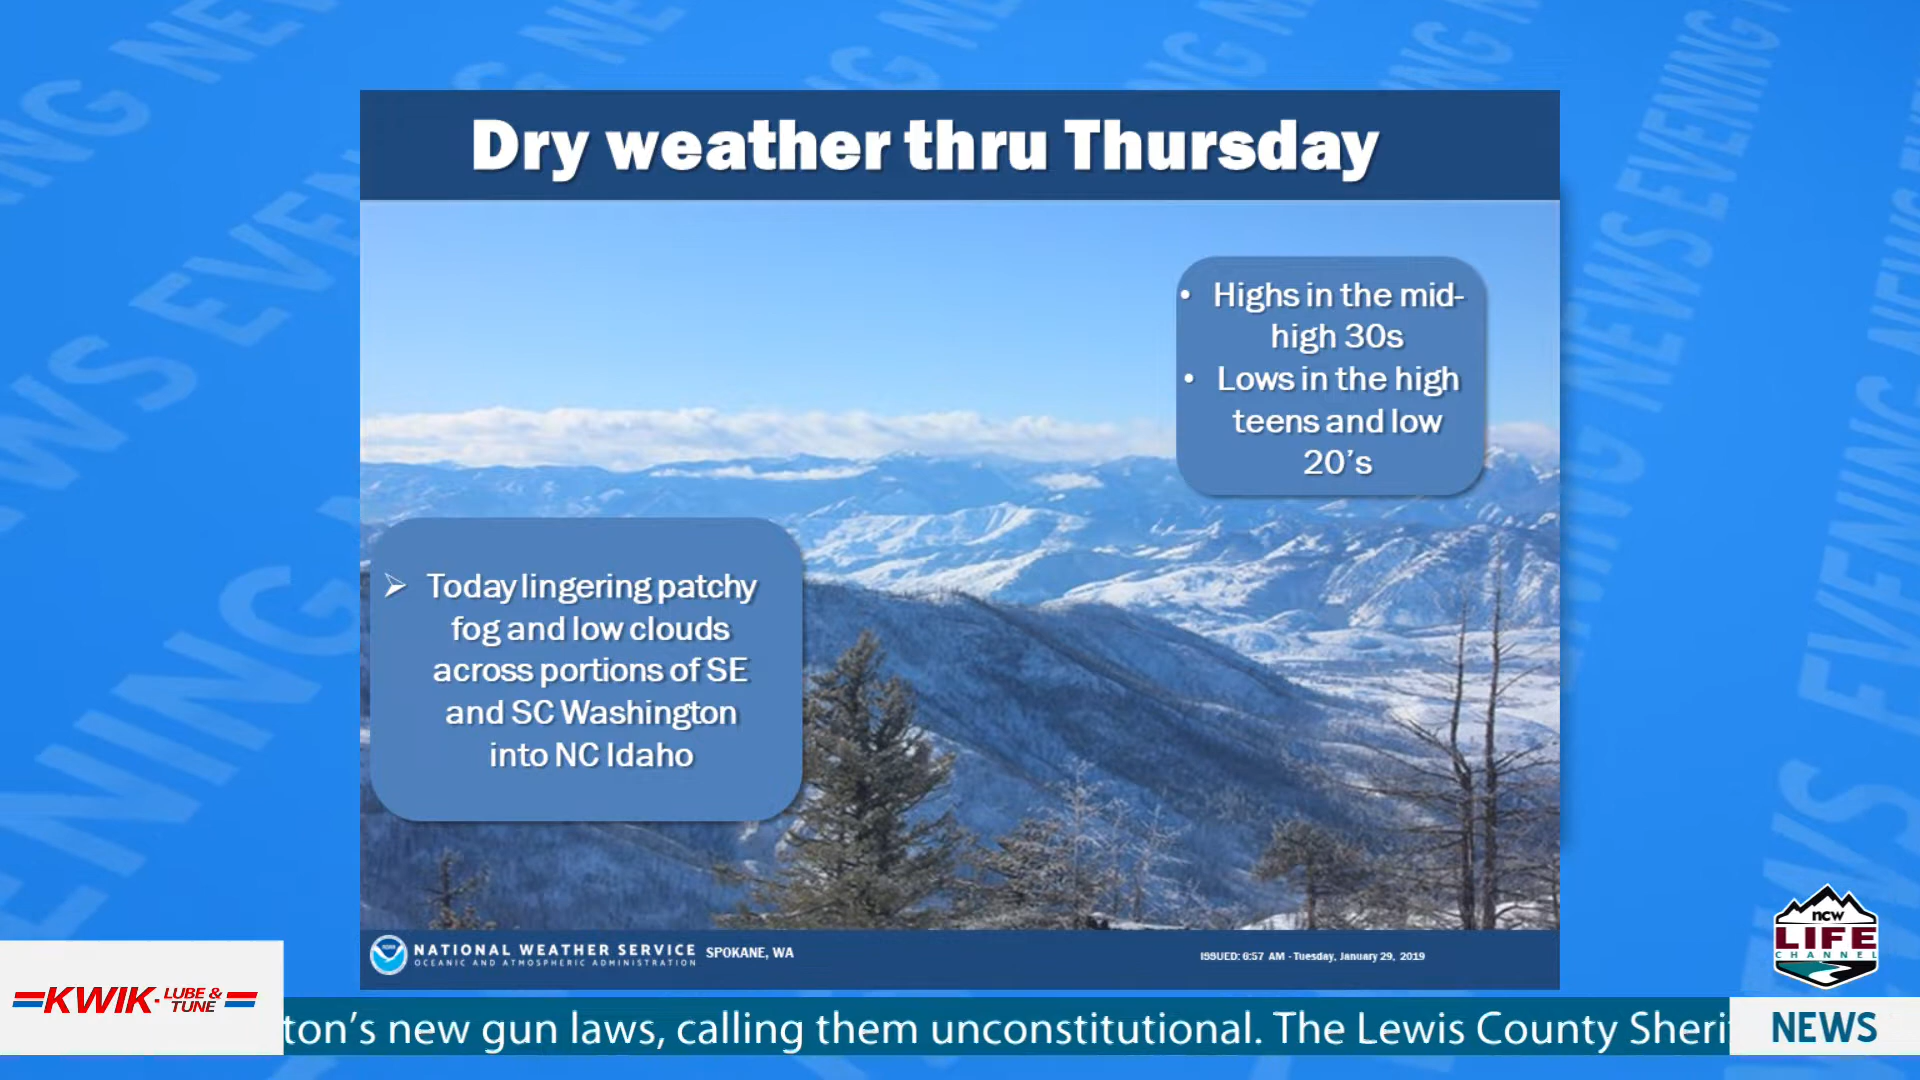 Dry weather thru Thursday
• Highs in the mid-
high 30s
• Lows in the high
teens and low
20's
➢ Today lingering patchy
fog and low clouds
across portions of SE
and SC Washington
into NC Idaho
NATIONAL WEATHER SERVICE SPOKANE, WA
OCEANIC AND ATMOSPHERIC ADMINISTRATION
ISSUED: 6:57 AM - Tuesday, January 29, 2019
ncw
LIFE
CHANNEL
KWIK· LUBE &
TUNE
ton's new gun laws, calling them unconstitutional. The Lewis County Sheri
NEWS
EVENING NEWS